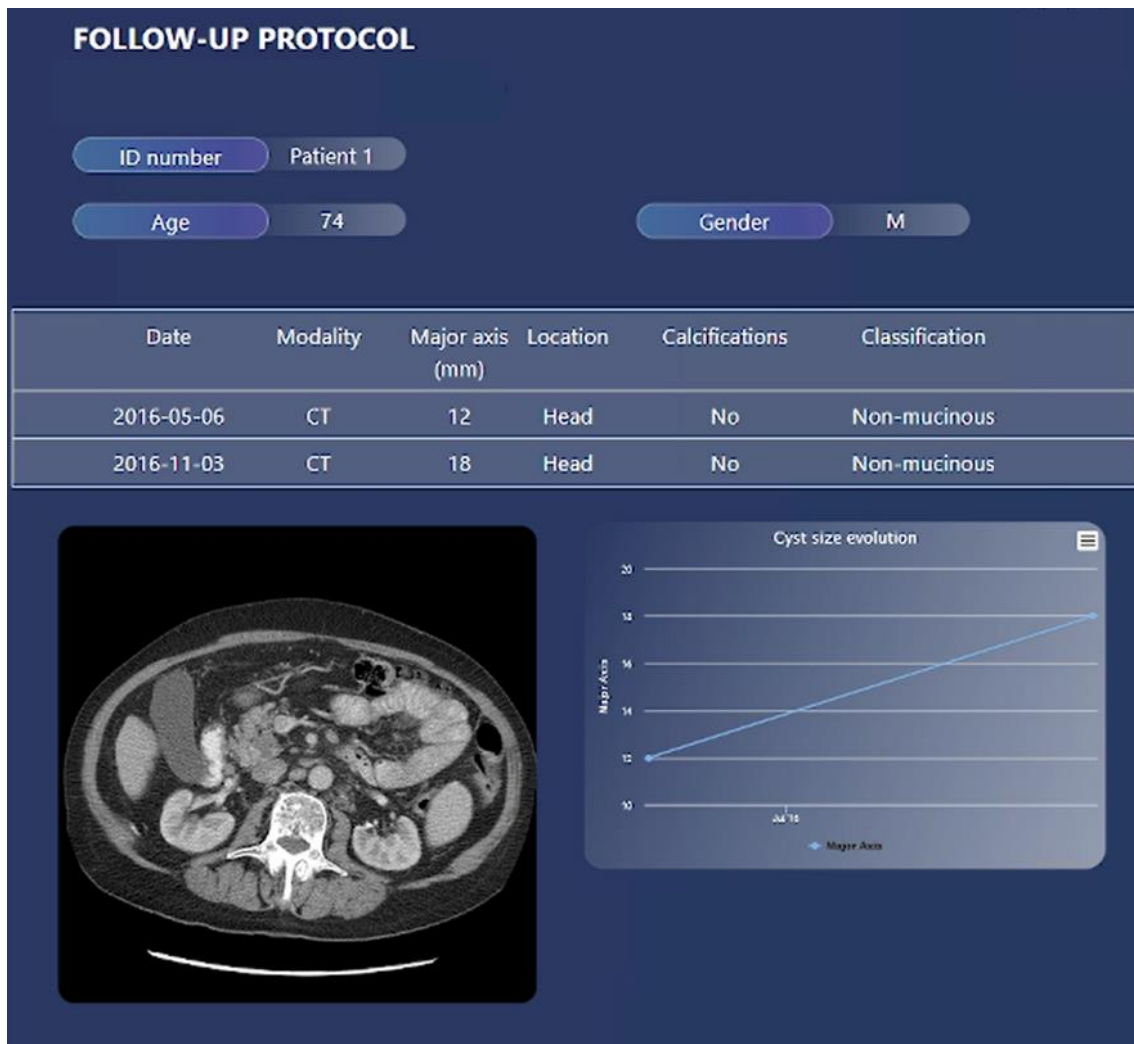 FOLLOW-UP PROTOCOL
ID number Patient 1
Age 74 Gender M
Date Modality Major axis (mm) Location Calcifications Classification
2016-05-06 CT 12 Head No Non-mucinous
2016-11-03 CT 18 Head No Non-mucinous
Cyst size evolution
20
18
16
14
12
10
Major Axis
Jul '16
Major Axis